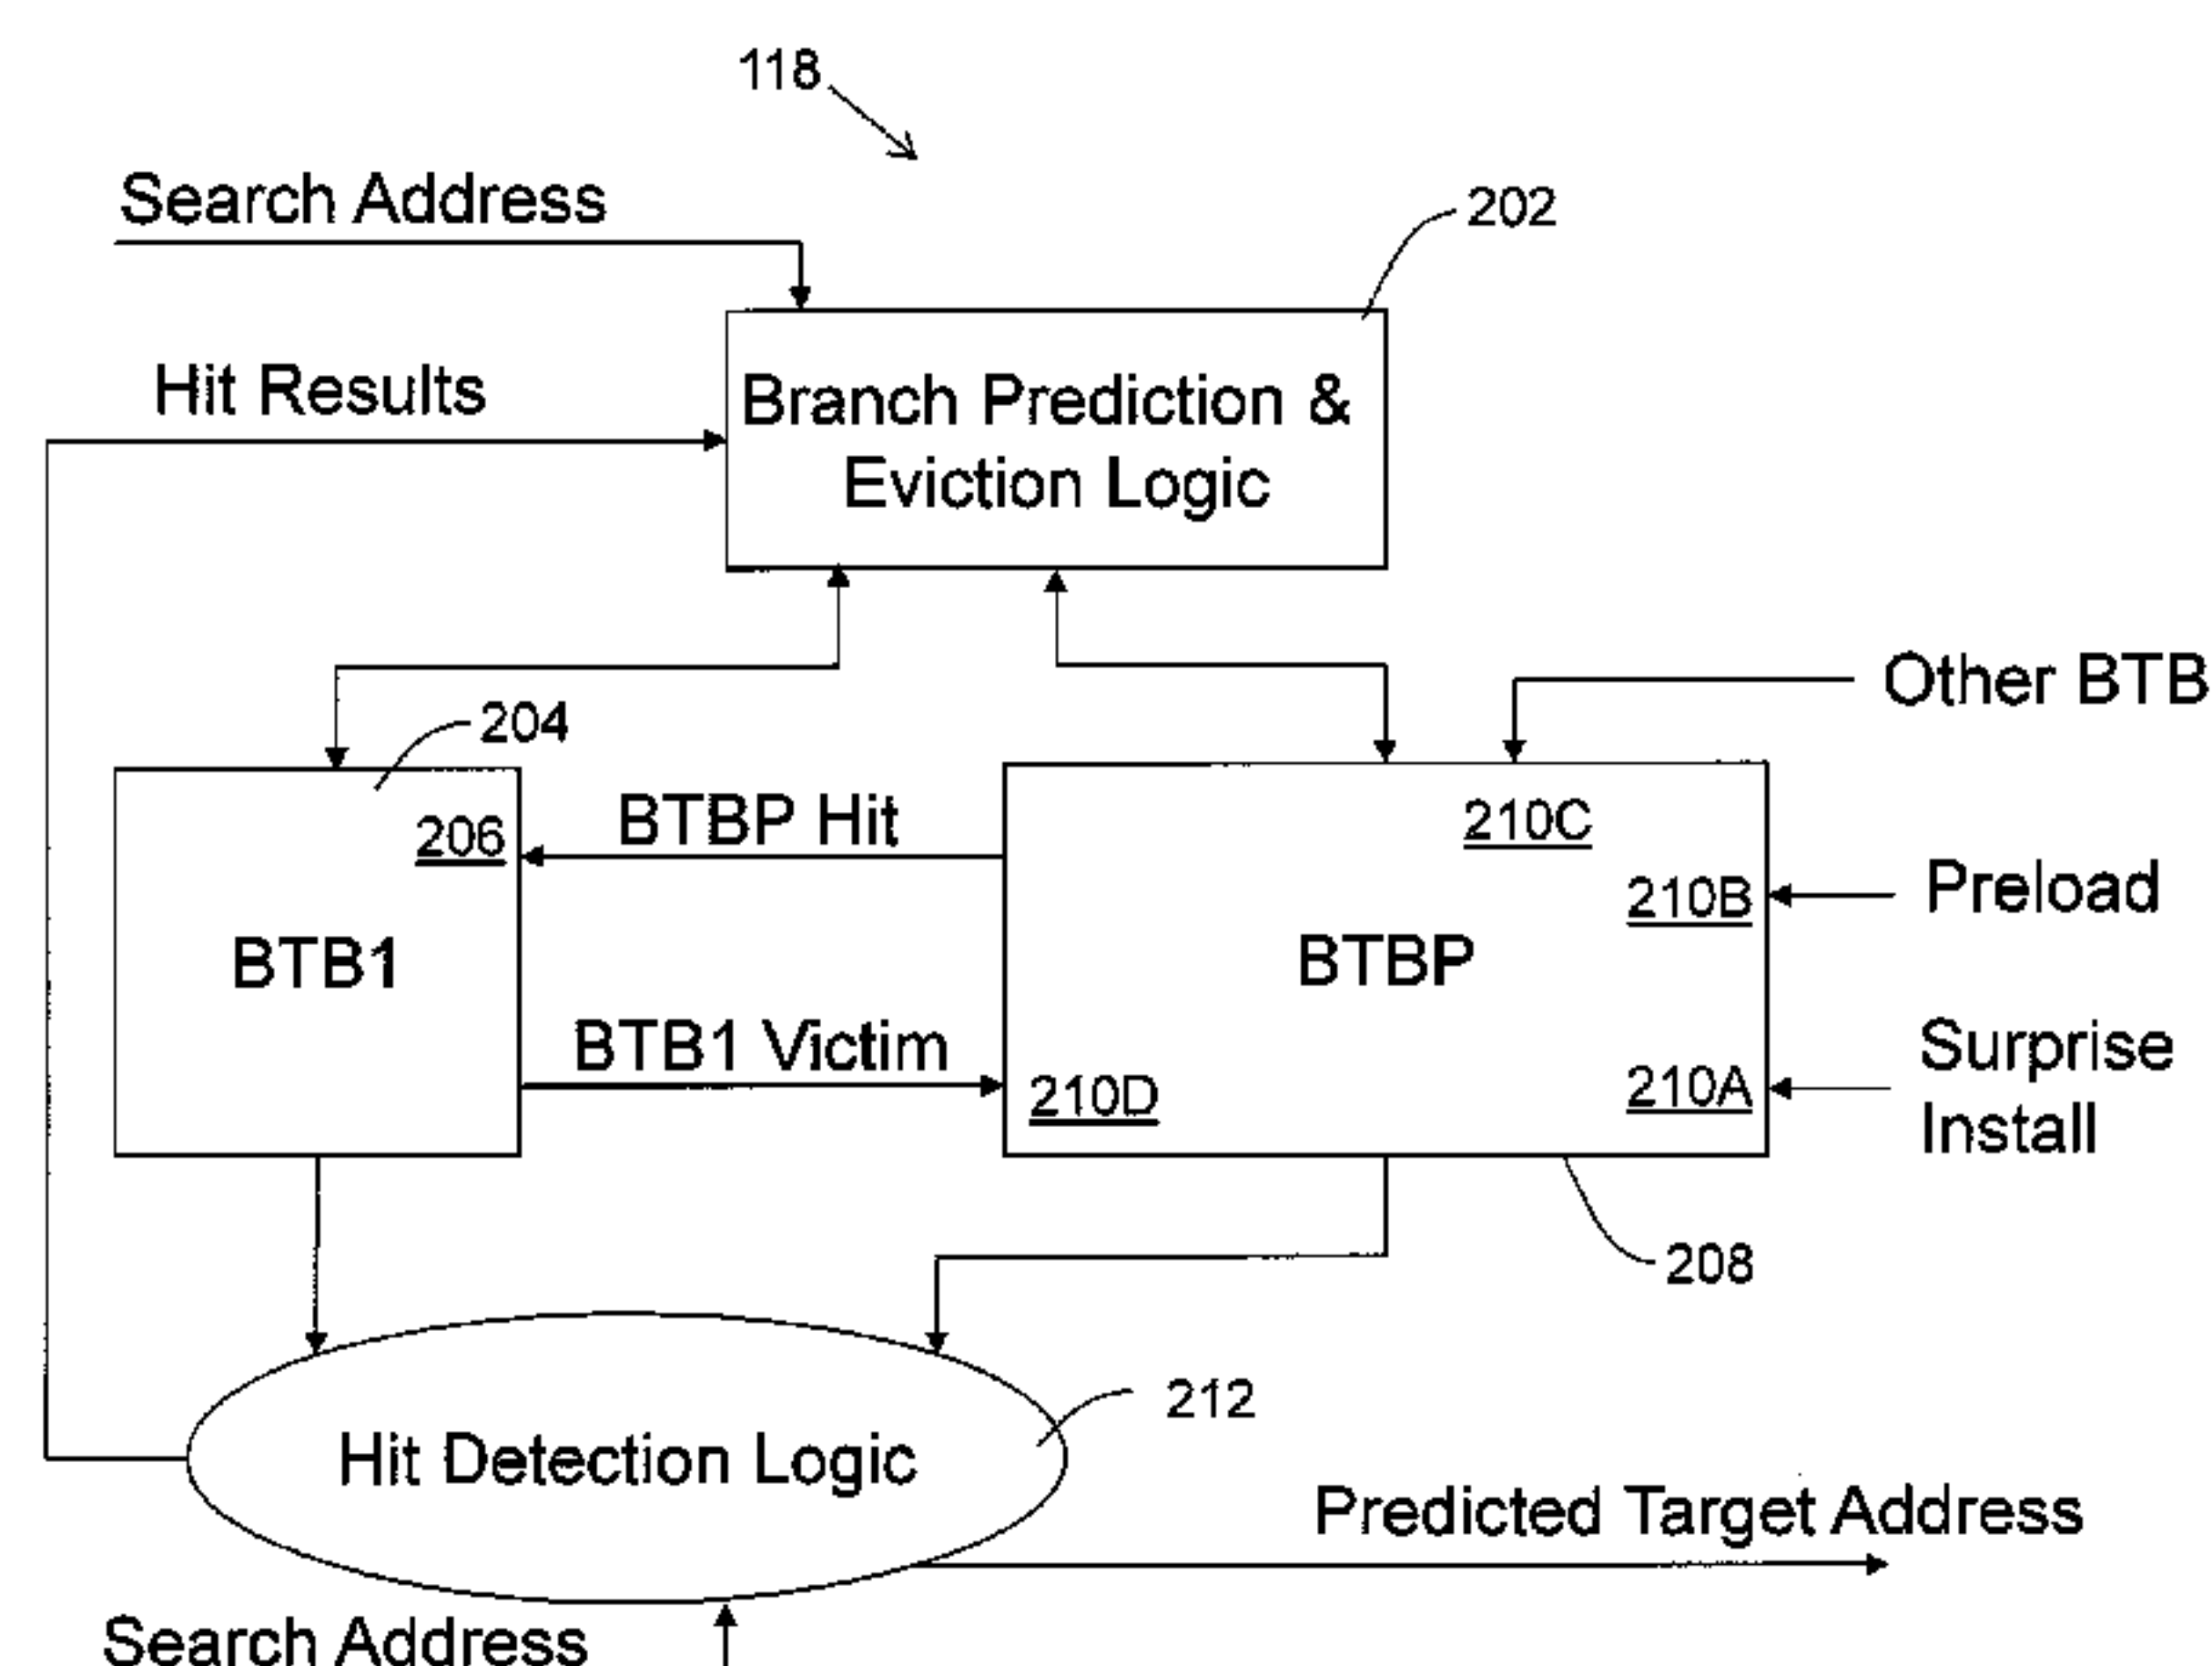 118
Search Address
202
Hit Results
Branch Prediction &
Eviction Logic
Other BTB
204
206
BTBP Hit
210C
210B
Preload
BTB1
BTBP
BTB1 Victim
Surprise
Install
210D
210A
208
212
Hit Detection Logic
Predicted Target Address
Search Address